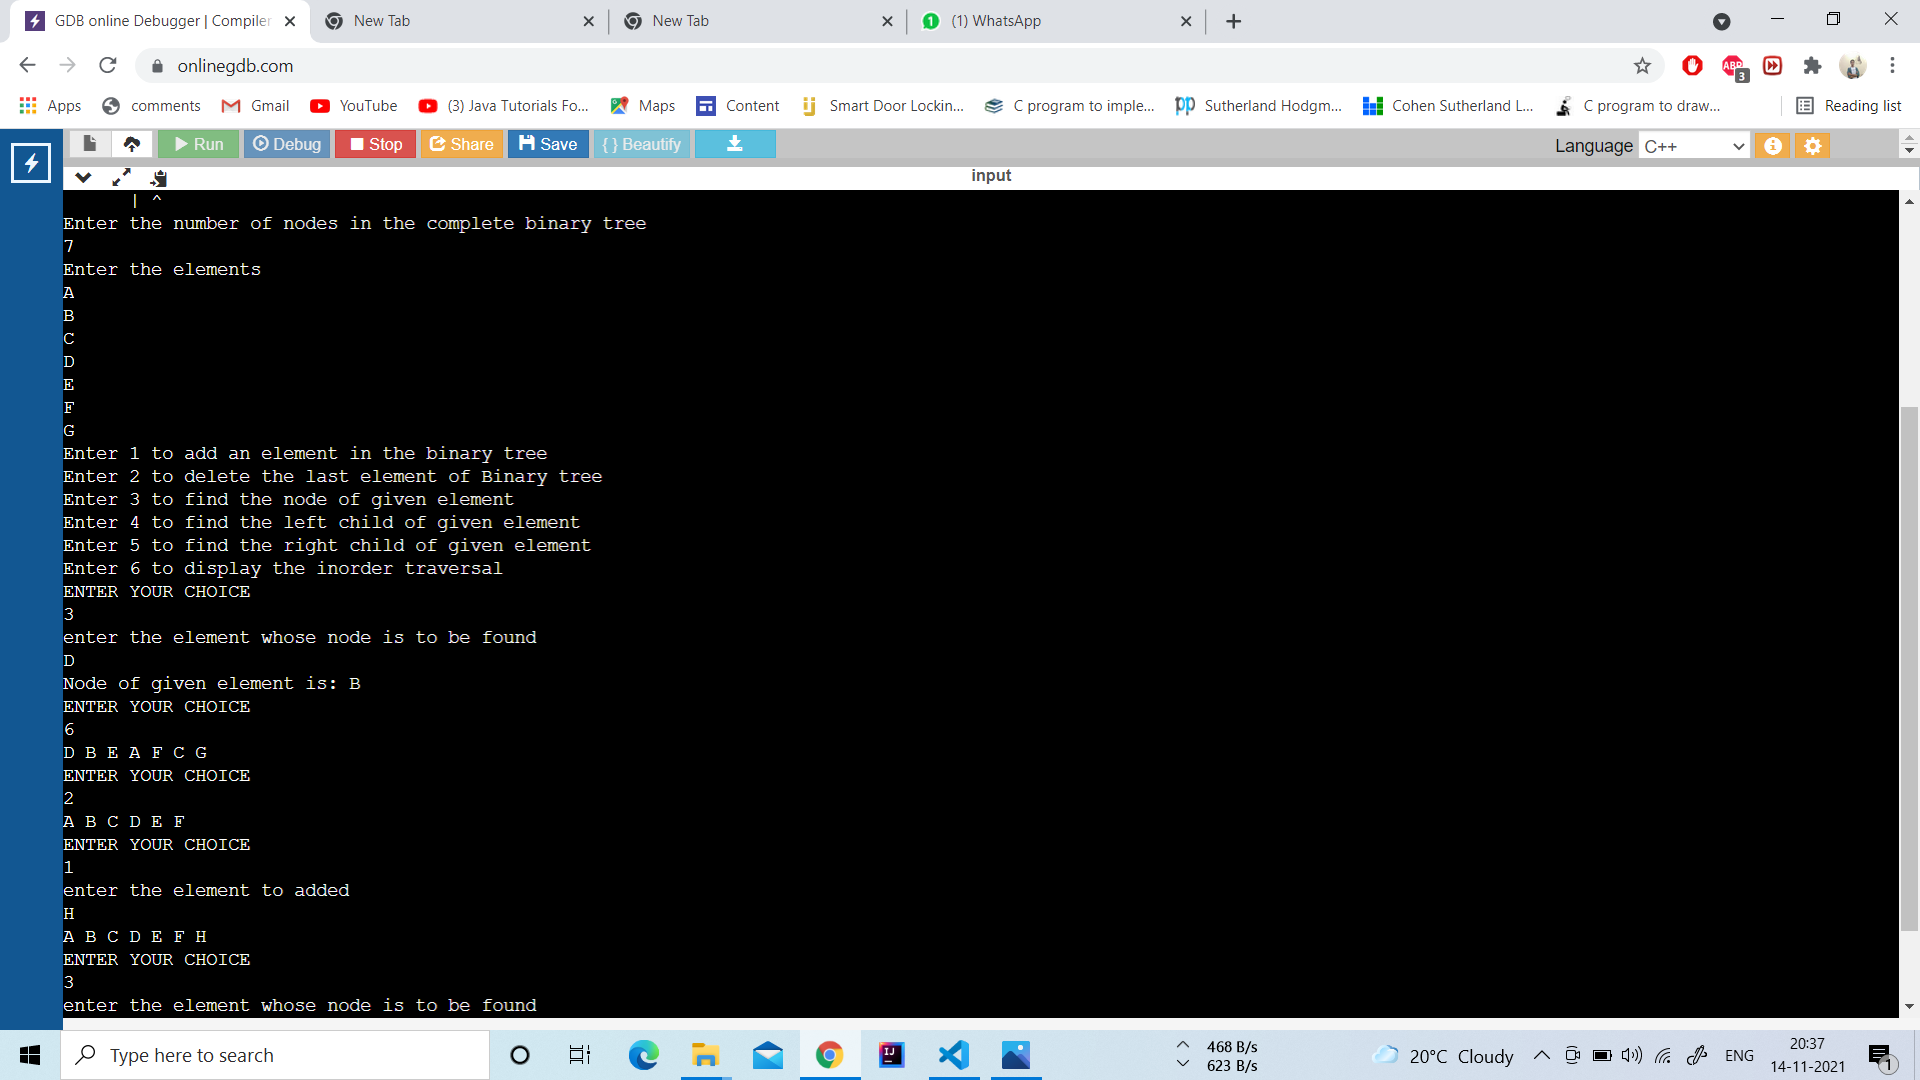 GDB online Debugger | Compiler
New Tab
New Tab
(1) WhatsApp
onlinegdb.com
ABP
3
Apps
comments
Gmail
YouTube
(3) Java Tutorials Fo...
Maps
Content
Smart Door Lockin...
C program to imple...
Sutherland Hodgm...
Cohen Sutherland L...
C program to draw...
Reading list
Run
Debug
Stop
Share
Save
{ } Beautify
Language C++
input
| ^
Enter the number of nodes in the complete binary tree
7
Enter the elements
A
B
C
D
E
F
G
Enter 1 to add an element in the binary tree
Enter 2 to delete the last element of Binary tree
Enter 3 to find the node of given element
Enter 4 to find the left child of given element
Enter 5 to find the right child of given element
Enter 6 to display the inorder traversal
ENTER YOUR CHOICE
3
enter the element whose node is to be found
D
Node of given element is: B
ENTER YOUR CHOICE
6
D B E A F C G
ENTER YOUR CHOICE
2
A B C D E F
ENTER YOUR CHOICE
1
enter the element to added
H
A B C D E F H
ENTER YOUR CHOICE
3
enter the element whose node is to be found
Type here to search
468 B/s
623 B/s
20°C Cloudy
ENG
20:37
14-11-2021
1